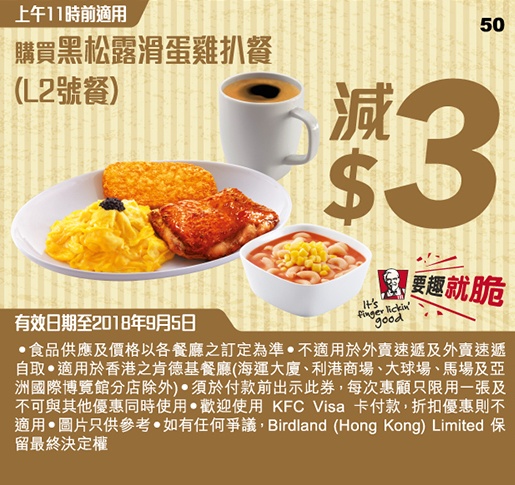 上午11時前適用
50
購買黑松露滑蛋雞扒餐
(L2號餐)
減
$3
KFC
It's
finger lickin'
good
要趣就脆
有效日期至2018年9月5日
•食品供應及價格以各餐廳之訂定為準•不適用於外賣速遞及外賣速遞
自取•適用於香港之肯德基餐廳(海運大廈、利港商場、大球場、馬場及亞
洲國際博覽館分店除外)•須於付款前出示此券，每次惠顧只限用一張及
不可與其他優惠同時使用•歡迎使用 KFC Visa 卡付款，折扣優惠則不
適用•圖片只供參考•如有任何爭議，Birdland (Hong Kong) Limited 保
留最終決定權